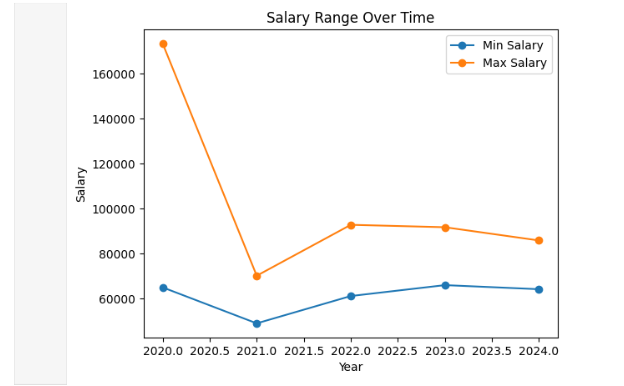 Salary Range Over Time
Min Salary
Max Salary
160000
140000
120000
100000
80000
60000
Salary
2020.0 2020.5 2021.0 2021.5 2022.0 2022.5 2023.0 2023.5 2024.0
Year